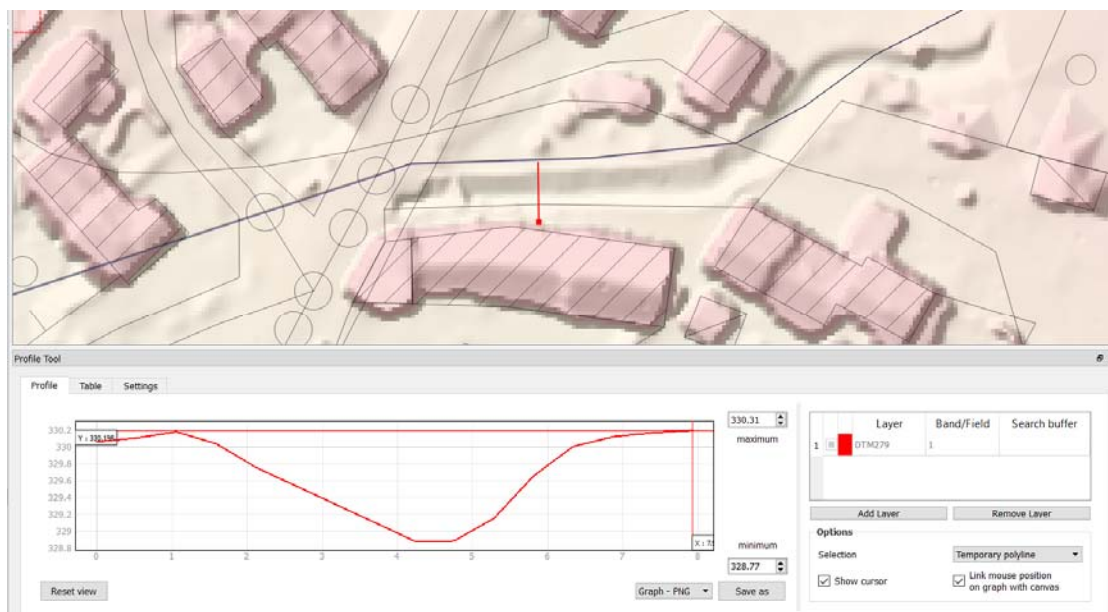 Profile Tool
Profile Table Settings
330.2
330
329.8
329.6
329.4
329.2
329
328.8
Y : 330,156
0 1 2 3 4 5 6 7 8
330.31
maximum
minimum
328.77
Reset view
Graph - PNG
Save as
Layer Band/Field Search buffer
1 DTM279 1
Add Layer Remove Layer
Options
Selection Temporary polyline
Show cursor
Link mouse position
on graph with canvas